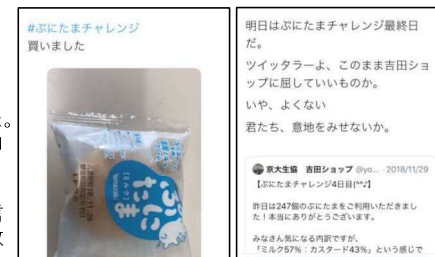 #ぷにたまチャレンジ
買いました
ぷにたま
ミルク
明日はぷにたまチャレンジ最終日
だ。
ツイッタラーよ、このまま吉田ショ
ップに屈していいものか。
いや、よくない
君たち、意地をみせないか。
京大生協 吉田ショップ @yo... ·2018/11/29
【ぷにたまチャレンジ4日目(^^♪】
昨日は247個のぷにたまをご利用いただきまし
た！本当にありがとうございます。
みなさん気になる内訳ですが、
「ミルク57%：カスタード43%」という感じで